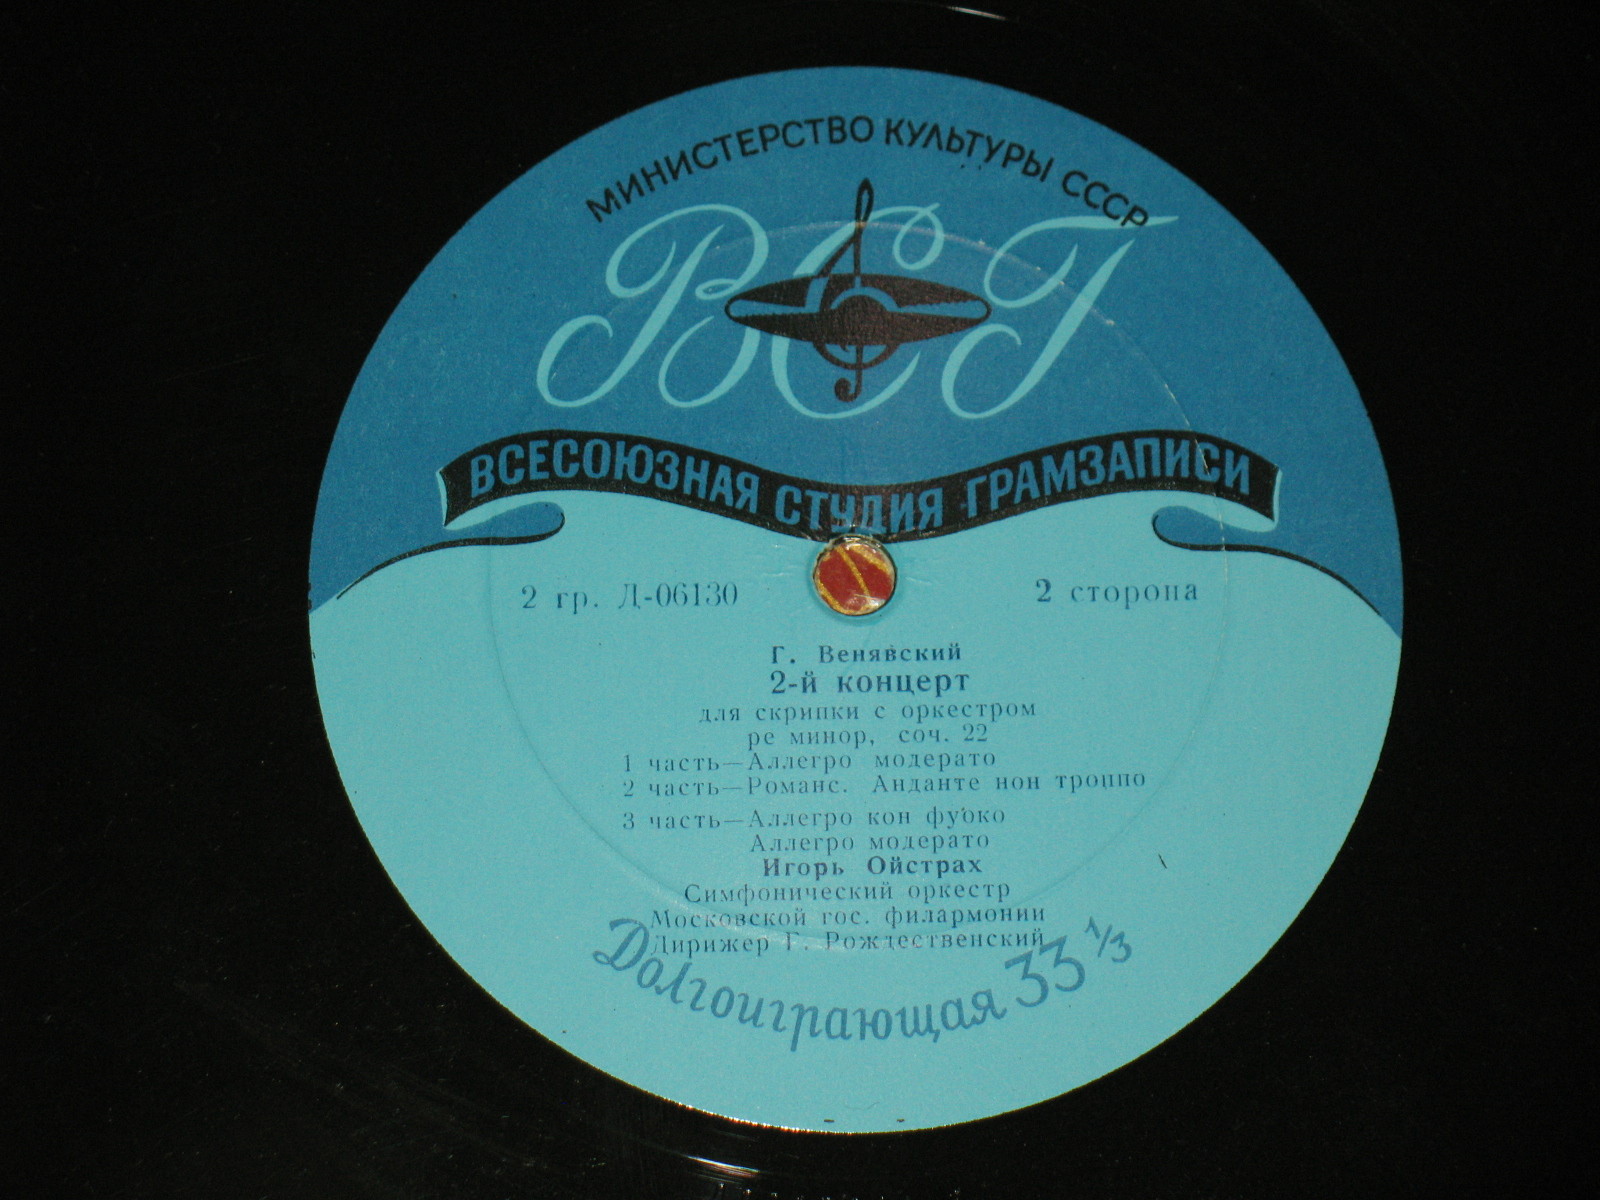 МИНИСТЕРСТВО КУЛЬТУРЫ СССР
ВСГ
ВСЕСОЮЗНАЯ СТУДИЯ ГРАМЗАПИСИ
2 гр. Д-06130
2 сторона
Г. Венявский
2-й концерт
для скрипки с оркестром
ре минор, соч. 22
1 часть—Аллегро модерато
2 часть—Романс. Анданте нон троппо
3 часть—Аллегро кон фуоко
Аллегро модерато
Игорь Ойстрах
Симфонический оркестр
Московской гос. филармонии
Дирижер Г. Рождественский
Долгоиграющая 33 1/3